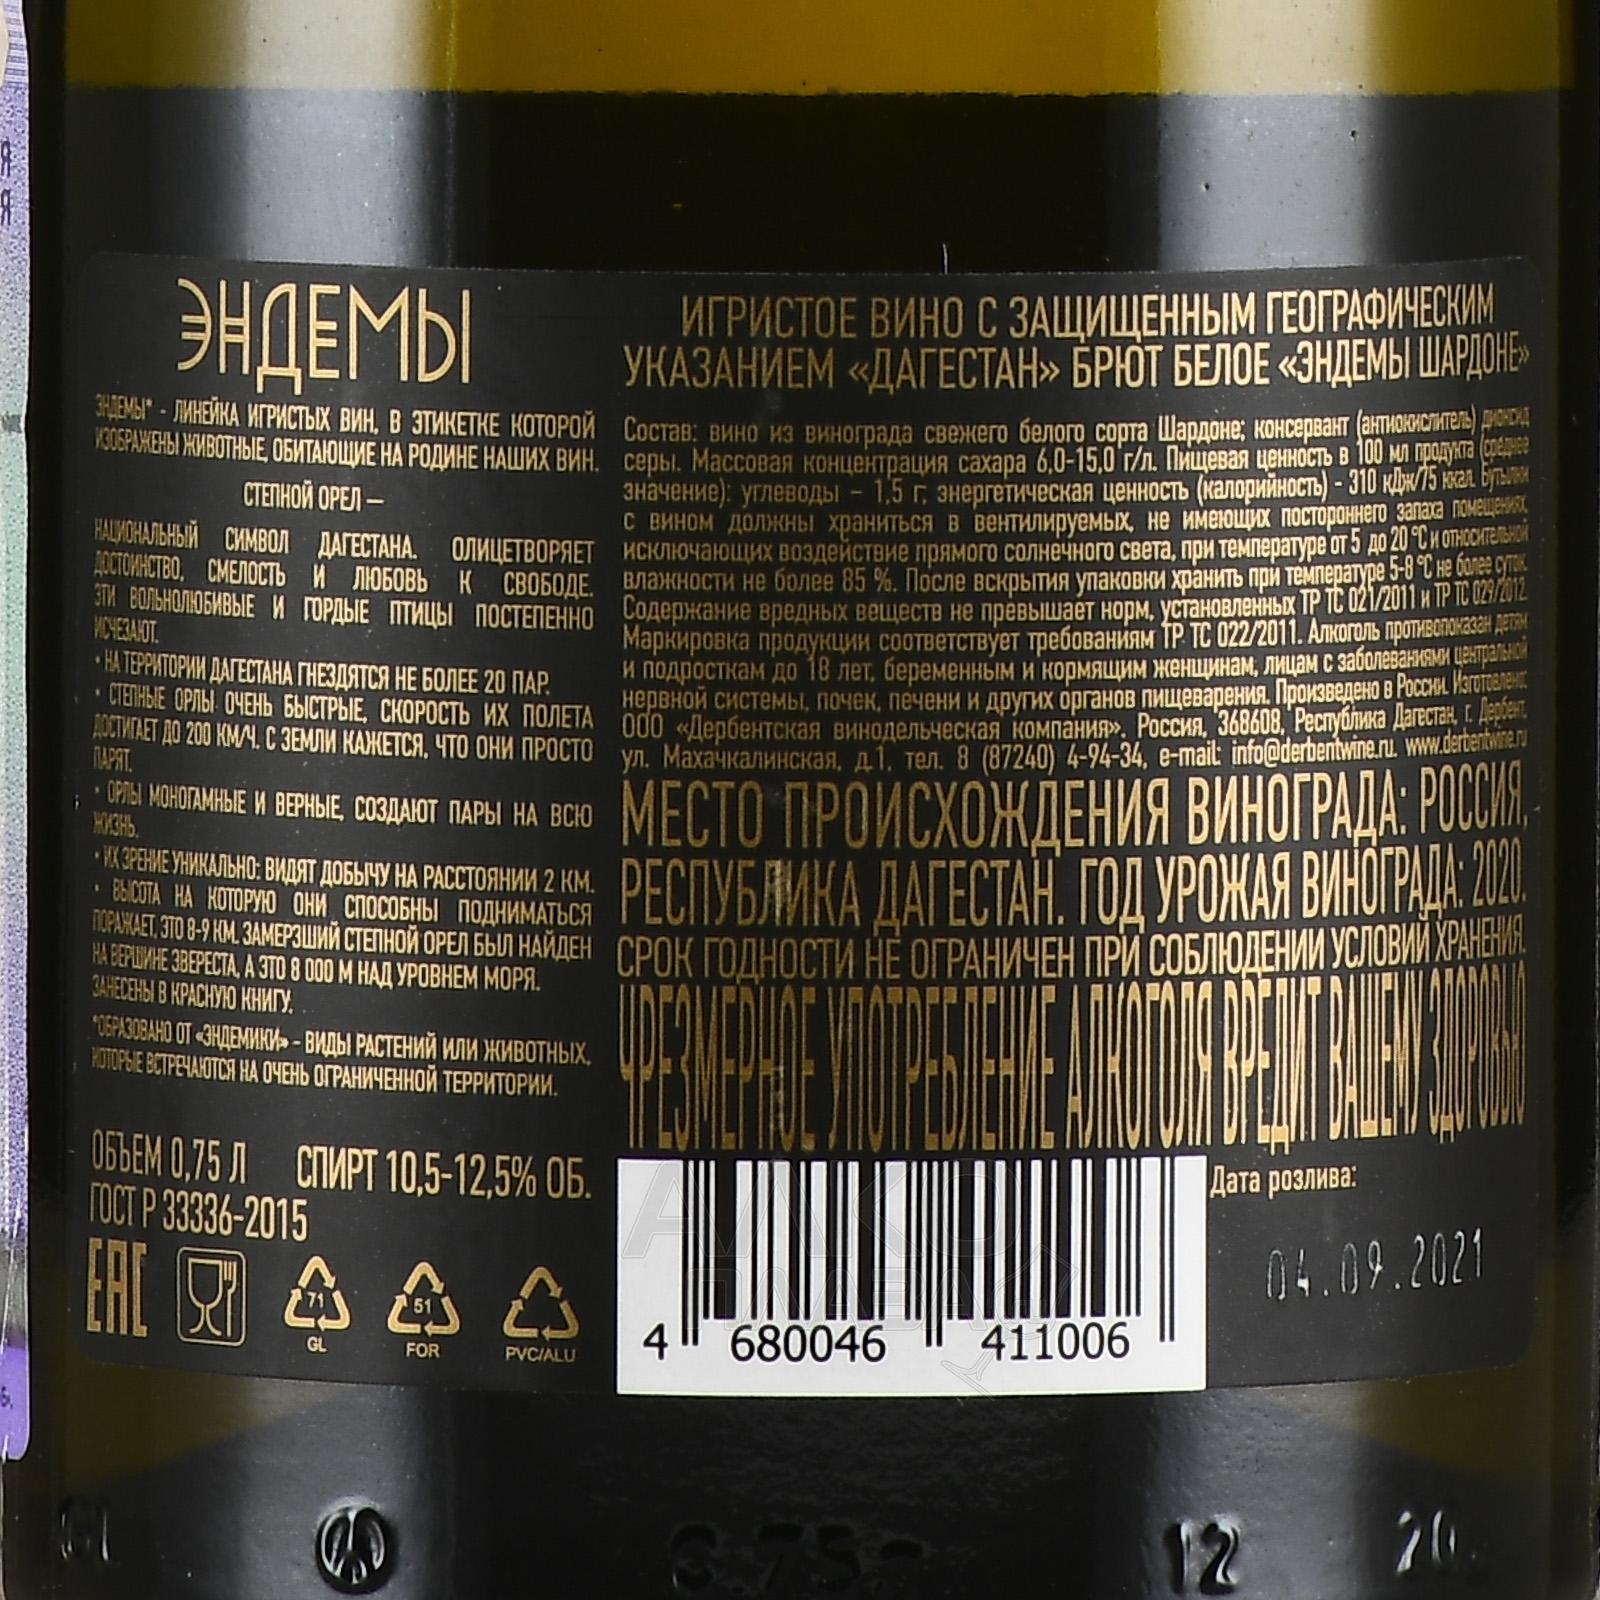 Я
Я
ЭНДЕМЫ
ЭНДЕМЫ* - ЛИНЕЙКА ИГРИСТЫХ ВИН, В ЭТИКЕТКЕ КОТОРОЙ
ИЗОБРАЖЕНЫ ЖИВОТНЫЕ, ОБИТАЮЩИЕ НА РОДИНЕ НАШИХ ВИН.
СТЕПНОЙ ОРЕЛ —
НАЦИОНАЛЬНЫЙ СИМВОЛ ДАГЕСТАНА. ОЛИЦЕТВОРЯЕТ
ДОСТОИНСТВО, СМЕЛОСТЬ И ЛЮБОВЬ К СВОБОДЕ.
ЭТИ ВОЛЬНОЛЮБИВЫЕ И ГОРДЫЕ ПТИЦЫ ПОСТЕПЕННО
ИСЧЕЗАЮТ.
• НА ТЕРРИТОРИИ ДАГЕСТАНА ГНЕЗДЯТСЯ НЕ БОЛЕЕ 20 ПАР.
• СТЕПНЫЕ ОРЛЫ ОЧЕНЬ БЫСТРЫЕ, СКОРОСТЬ ИХ ПОЛЕТА
ДОСТИГАЕТ ДО 200 КМ/Ч. С ЗЕМЛИ КАЖЕТСЯ, ЧТО ОНИ ПРОСТО
ПАРЯТ.
• ОРЛЫ МОНОГАМНЫЕ И ВЕРНЫЕ, СОЗДАЮТ ПАРЫ НА ВСЮ
ЖИЗНЬ.
• ИХ ЗРЕНИЕ УНИКАЛЬНО: ВИДЯТ ДОБЫЧУ НА РАССТОЯНИИ 2 КМ.
• ВЫСОТА НА КОТОРУЮ ОНИ СПОСОБНЫ ПОДНИМАТЬСЯ
ПОРАЖАЕТ, ЭТО 8-9 КМ. ЗАМЕРЗШИЙ СТЕПНОЙ ОРЕЛ БЫЛ НАЙДЕН
НА ВЕРШИНЕ ЭВЕРЕСТА, А ЭТО 8 000 М НАД УРОВНЕМ МОРЯ.
ЗАНЕСЕНЫ В КРАСНУЮ КНИГУ.
*ОБРАЗОВАНО ОТ «ЭНДЕМИКИ» - ВИДЫ РАСТЕНИЙ ИЛИ ЖИВОТНЫХ,
КОТОРЫЕ ВСТРЕЧАЮТСЯ НА ОЧЕНЬ ОГРАНИЧЕННОЙ ТЕРРИТОРИИ.
ОБЪЕМ 0,75 Л СПИРТ 10,5-12,5% ОБ.
ГОСТ Р 33336-2015
EAC
71
GL
51
FOR
PVC/ALU
ИГРИСТОЕ ВИНО С ЗАЩИЩЕННЫМ ГЕОГРАФИЧЕСКИМ
УКАЗАНИЕМ «ДАГЕСТАН» БРЮТ БЕЛОЕ «ЭНДЕМЫ ШАРДОНЕ»
Состав: вино из винограда свежего белого сорта Шардоне; консервант (антиокислитель) диоксид
серы. Массовая концентрация сахара 6,0-15,0 г/л. Пищевая ценность в 100 мл продукта (среднее
значение): углеводы – 1,5 г; энергетическая ценность (калорийность) - 310 кДж/75 ккал. Бутылки
с вином должны храниться в вентилируемых, не имеющих постороннего запаха помещениях,
исключающих воздействие прямого солнечного света, при температуре от 5 до 20 °С и относительной
влажности не более 85 %. После вскрытия упаковки хранить при температуре 5-8 °С не более суток.
Содержание вредных веществ не превышает норм, установленных ТР ТС 021/2011 и ТР ТС 029/2012.
Маркировка продукции соответствует требованиям ТР ТС 022/2011. Алкоголь противопоказан детям
и подросткам до 18 лет, беременным и кормящим женщинам, лицам с заболеваниями центральной
нервной системы, почек, печени и других органов пищеварения. Произведено в России. Изготовлено:
ООО «Дербентская винодельческая компания». Россия, 368608, Республика Дагестан, г. Дербент,
ул. Махачкалинская, д.1, тел. 8 (87240) 4-94-34, e-mail: info@derbentwine.ru. www.derbentwine.ru
МЕСТО ПРОИСХОЖДЕНИЯ ВИНОГРАДА: РОССИЯ,
РЕСПУБЛИКА ДАГЕСТАН. ГОД УРОЖАЯ ВИНОГРАДА: 2020.
СРОК ГОДНОСТИ НЕ ОГРАНИЧЕН ПРИ СОБЛЮДЕНИИ УСЛОВИЙ ХРАНЕНИЯ.
ЧРЕЗМЕРНОЕ УПОТРЕБЛЕНИЕ АЛКОГОЛЯ ВРЕДИТ ВАШЕМУ ЗДОРОВЬЮ
Дата розлива:
04.09.2021
4 680046 411006
АЛКО
ПЛАЗА
12 20